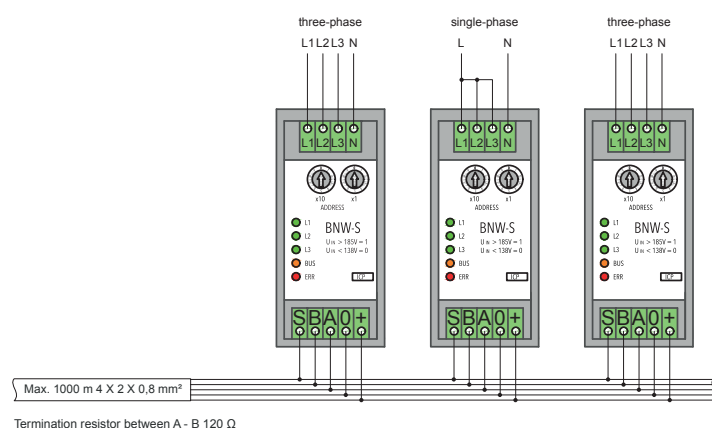 three-phase single-phase three-phase
L1 L2 L3 N L N L1 L2 L3 N
L1 L2 L3 N L1 L2 L3 N L1 L2 L3 N
x10 x1 x10 x1 x10 x1
ADDRESS ADDRESS ADDRESS
L1 BNW-S L1 BNW-S L1 BNW-S
L2 U IN > 185V = 1 L2 U IN > 185V = 1 L2 U IN > 185V = 1
L3 U IN < 138V = 0 L3 U IN < 138V = 0 L3 U IN < 138V = 0
BUS BUS BUS
ERR ICP ERR ICP ERR ICP
S B A 0 + S B A 0 + S B A 0 +
Max. 1000 m 4 X 2 X 0,8 mm²
Termination resistor between A - B 120 Ω